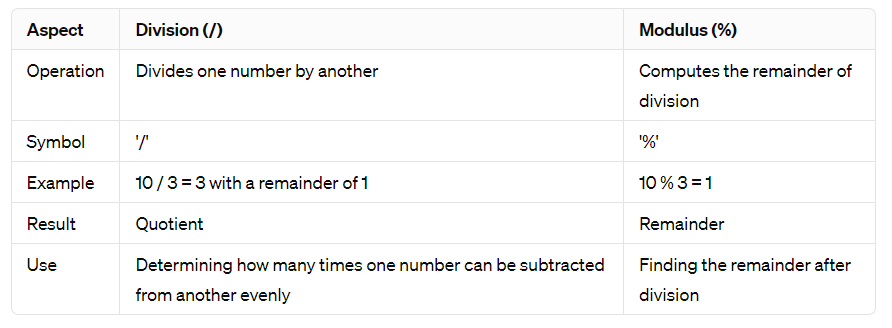 Aspect Division (/) Modulus (%)
Operation Divides one number by another Computes the remainder of
division
Symbol '/' '%'
Example 10 / 3 = 3 with a remainder of 1 10 % 3 = 1
Result Quotient Remainder
Use Determining how many times one number can be subtracted Finding the remainder after
from another evenly division